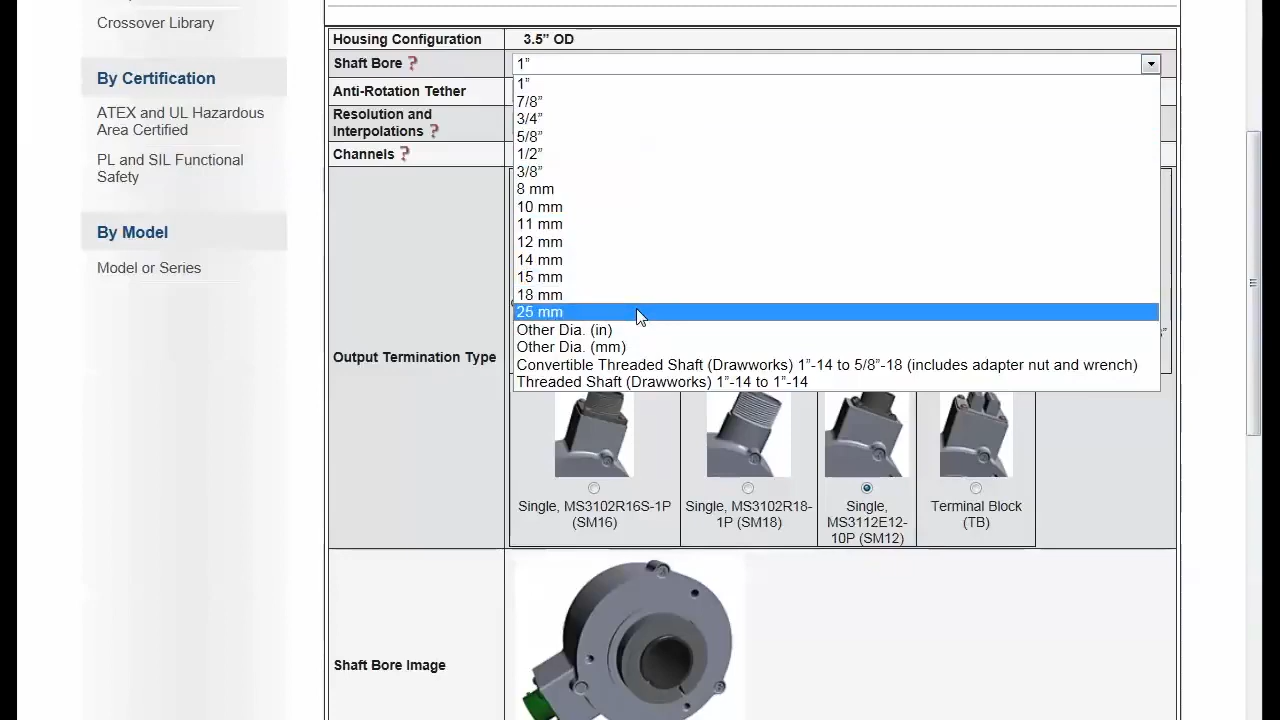 Crossover Library
By Certification
ATEX and UL Hazardous
Area Certified
PL and SIL Functional
Safety
By Model
Model or Series
Housing Configuration
3.5” OD
Shaft Bore ?
1”
Anti-Rotation Tether
Resolution and
Interpolations ?
Channels ?
1”
7/8”
3/4”
5/8”
1/2”
3/8”
8 mm
10 mm
11 mm
12 mm
14 mm
15 mm
18 mm
25 mm
Other Dia. (in)
Other Dia. (mm)
Convertible Threaded Shaft (Drawworks) 1”-14 to 5/8”-18 (includes adapter nut and wrench)
Threaded Shaft (Drawworks) 1”-14 to 1”-14
Output Termination Type
Single, MS3102R16S-1P
(SM16)
Single, MS3102R18-
1P (SM18)
Single,
MS3112E12-
10P (SM12)
Terminal Block
(TB)
Shaft Bore Image